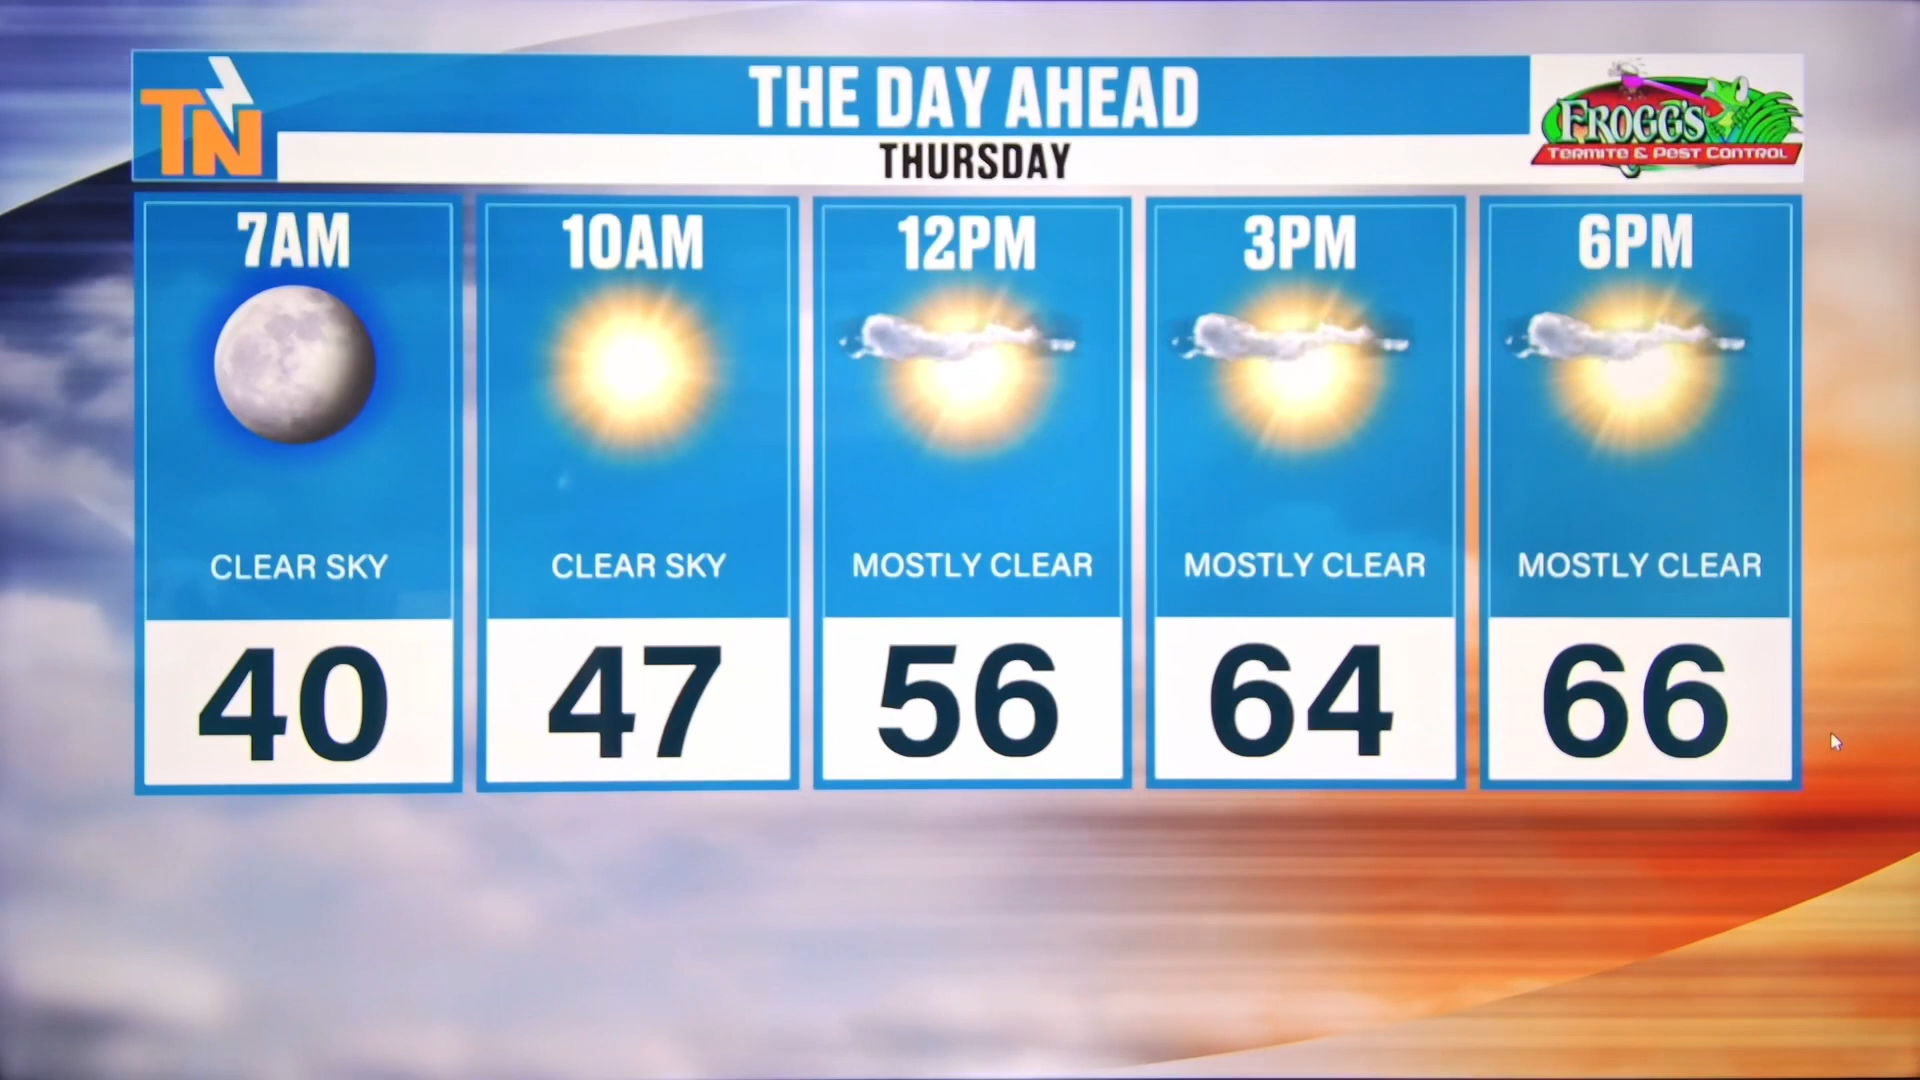 TN
THE DAY AHEAD
THURSDAY
FROGG'S
TERMITE & PEST CONTROL
7AM
CLEAR SKY
40
10AM
CLEAR SKY
47
12PM
MOSTLY CLEAR
56
3PM
MOSTLY CLEAR
64
6PM
MOSTLY CLEAR
66